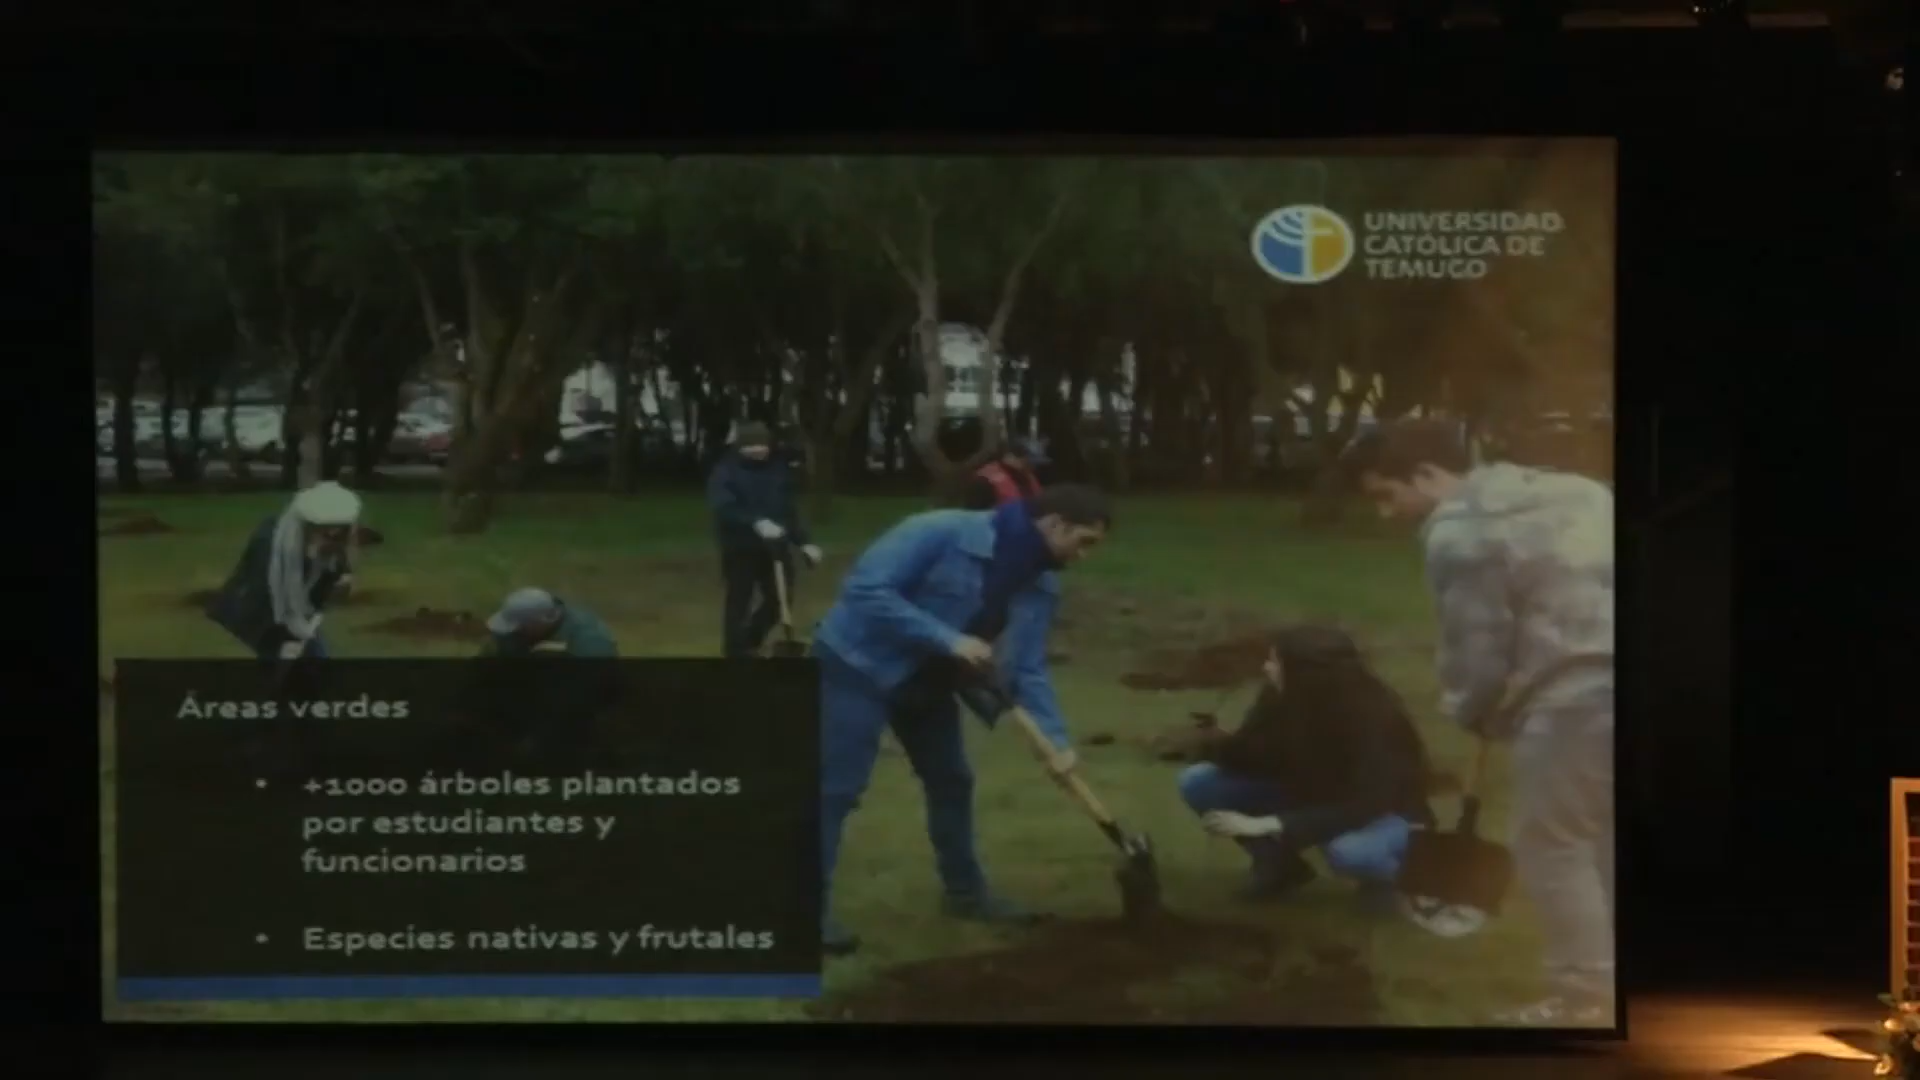 UNIVERSIDAD
CATÓLICA DE
TEMUCO
Áreas verdes
• +1000 árboles plantados
por estudiantes y
funcionarios
• Especies nativas y frutales